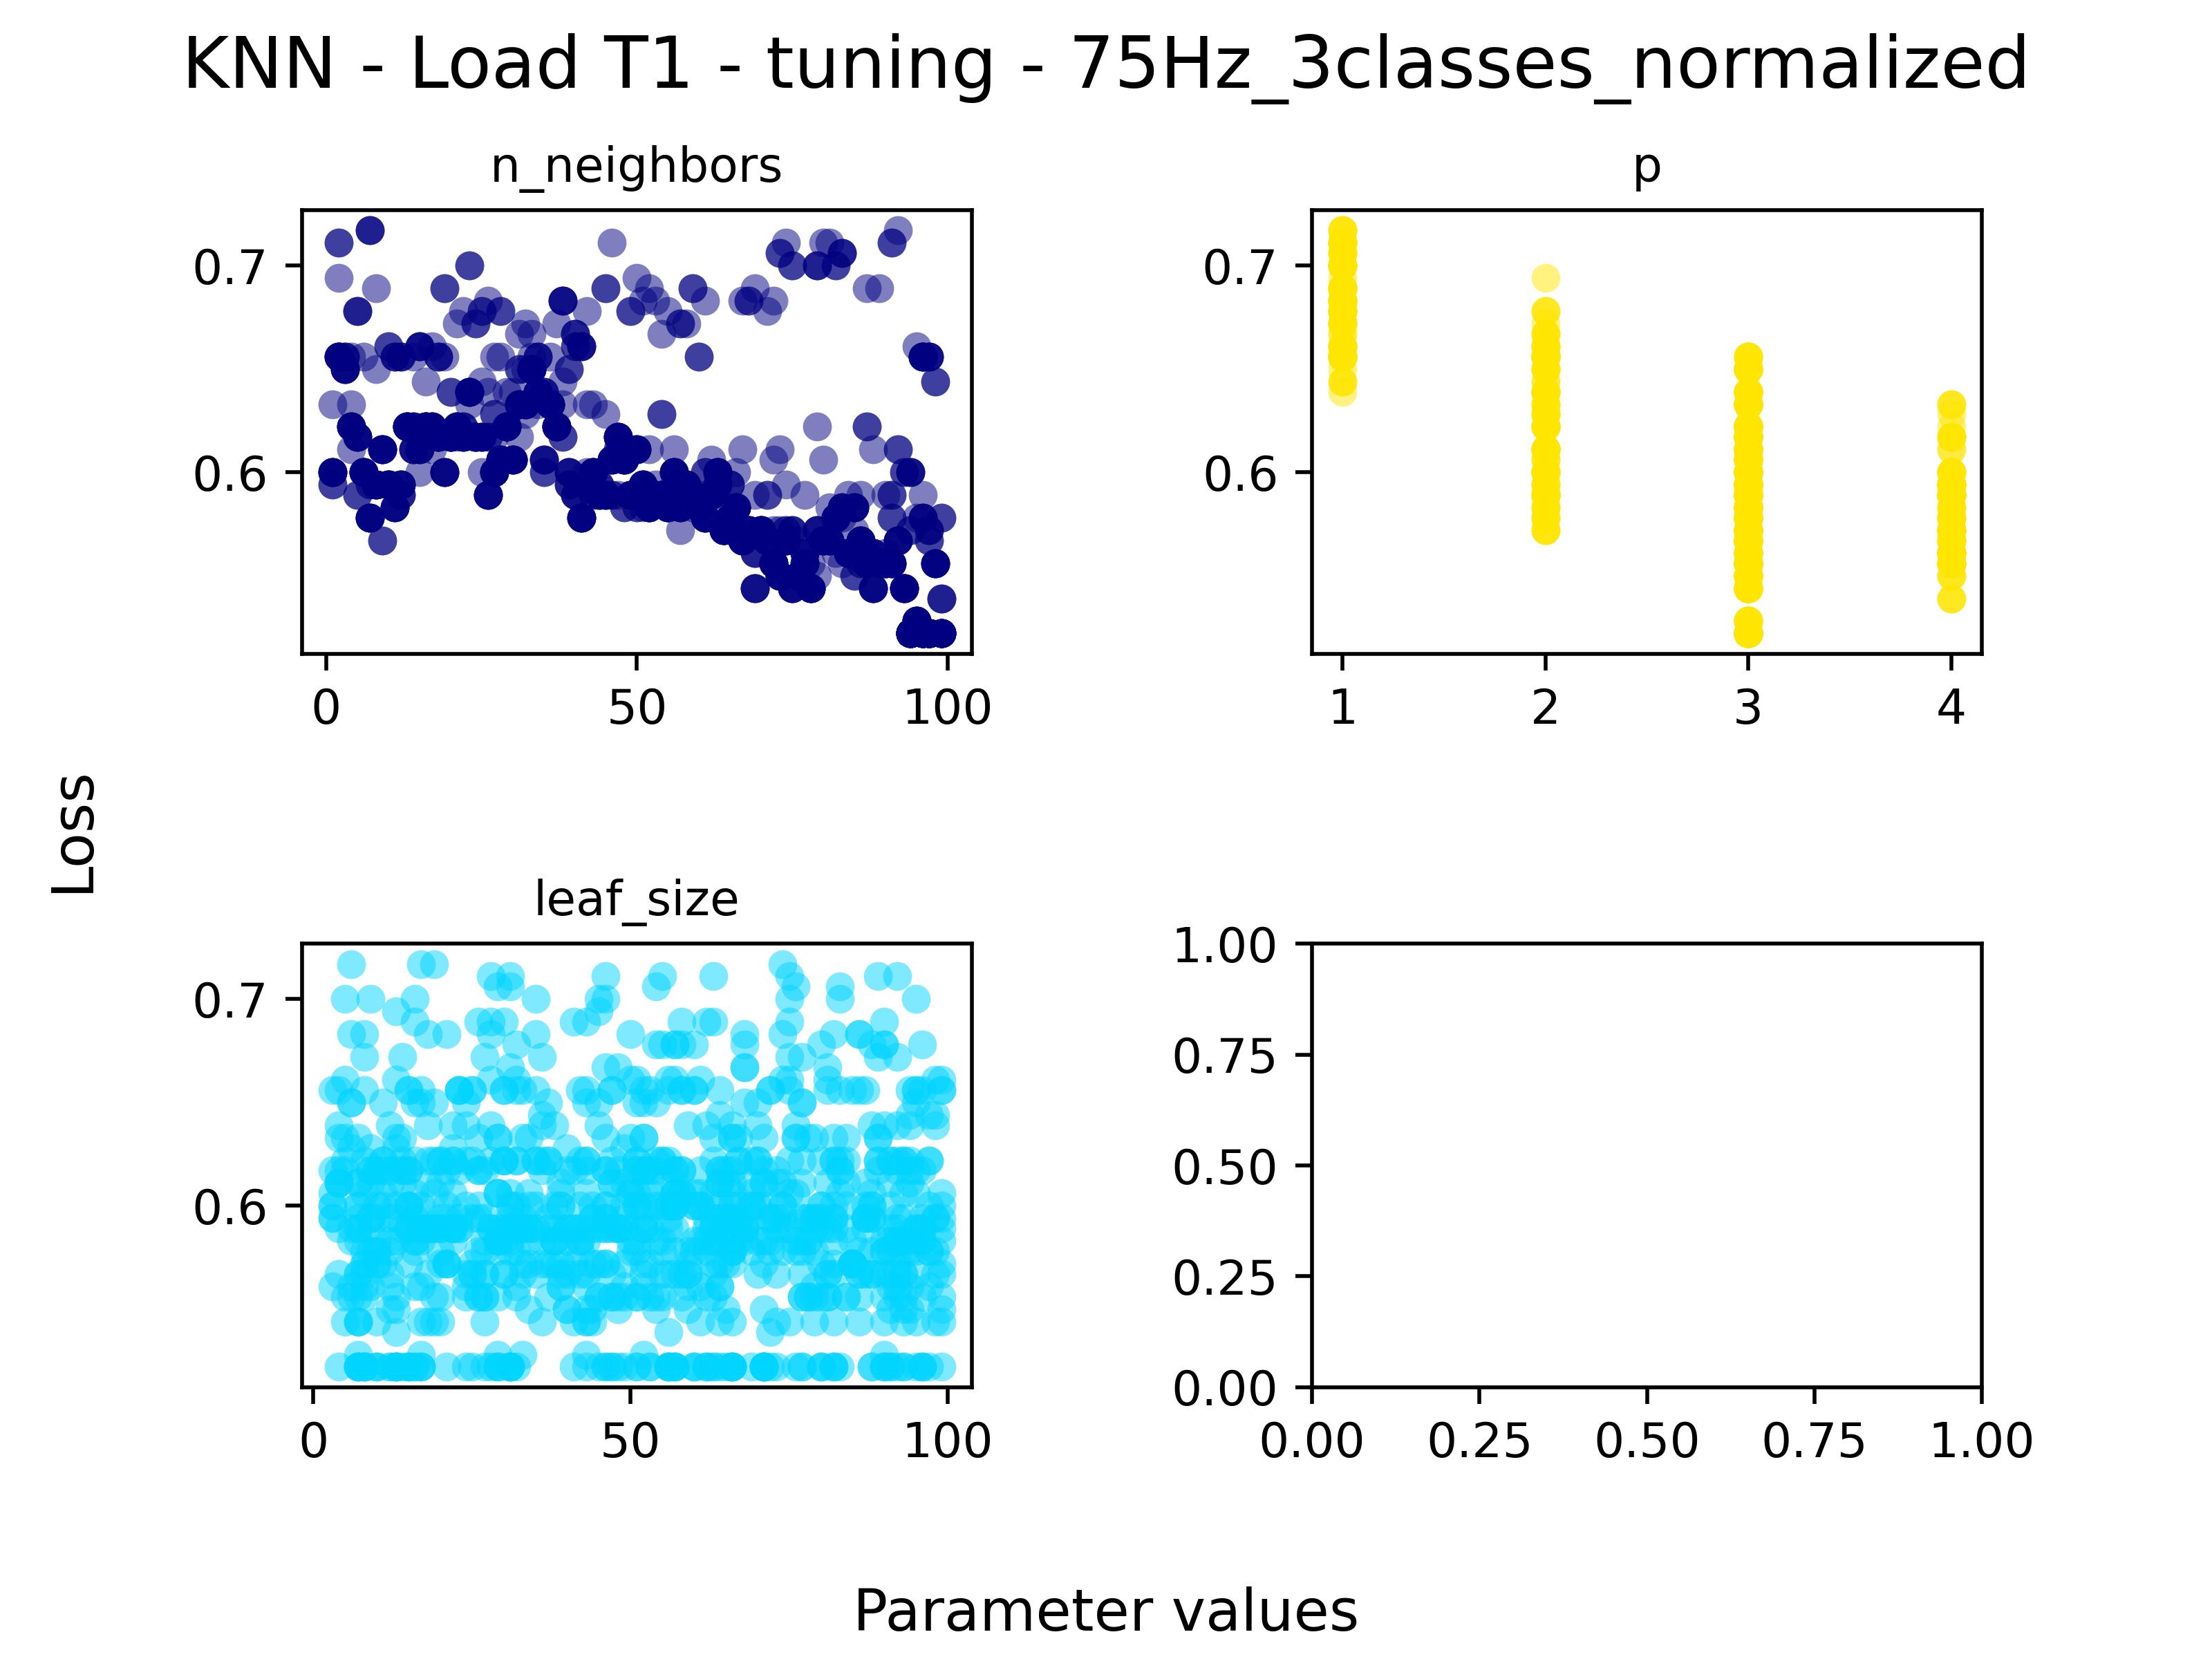 KNN - Load T1 - tuning - 75Hz_3classes_normalized
n_neighbors
0.7
0.6
0 50 100
p
0.7
0.6
1 2 3 4
Loss
leaf_size
0.7
0.6
0 50 100
1.00
0.75
0.50
0.25
0.00
0.00 0.25 0.50 0.75 1.00
Parameter values